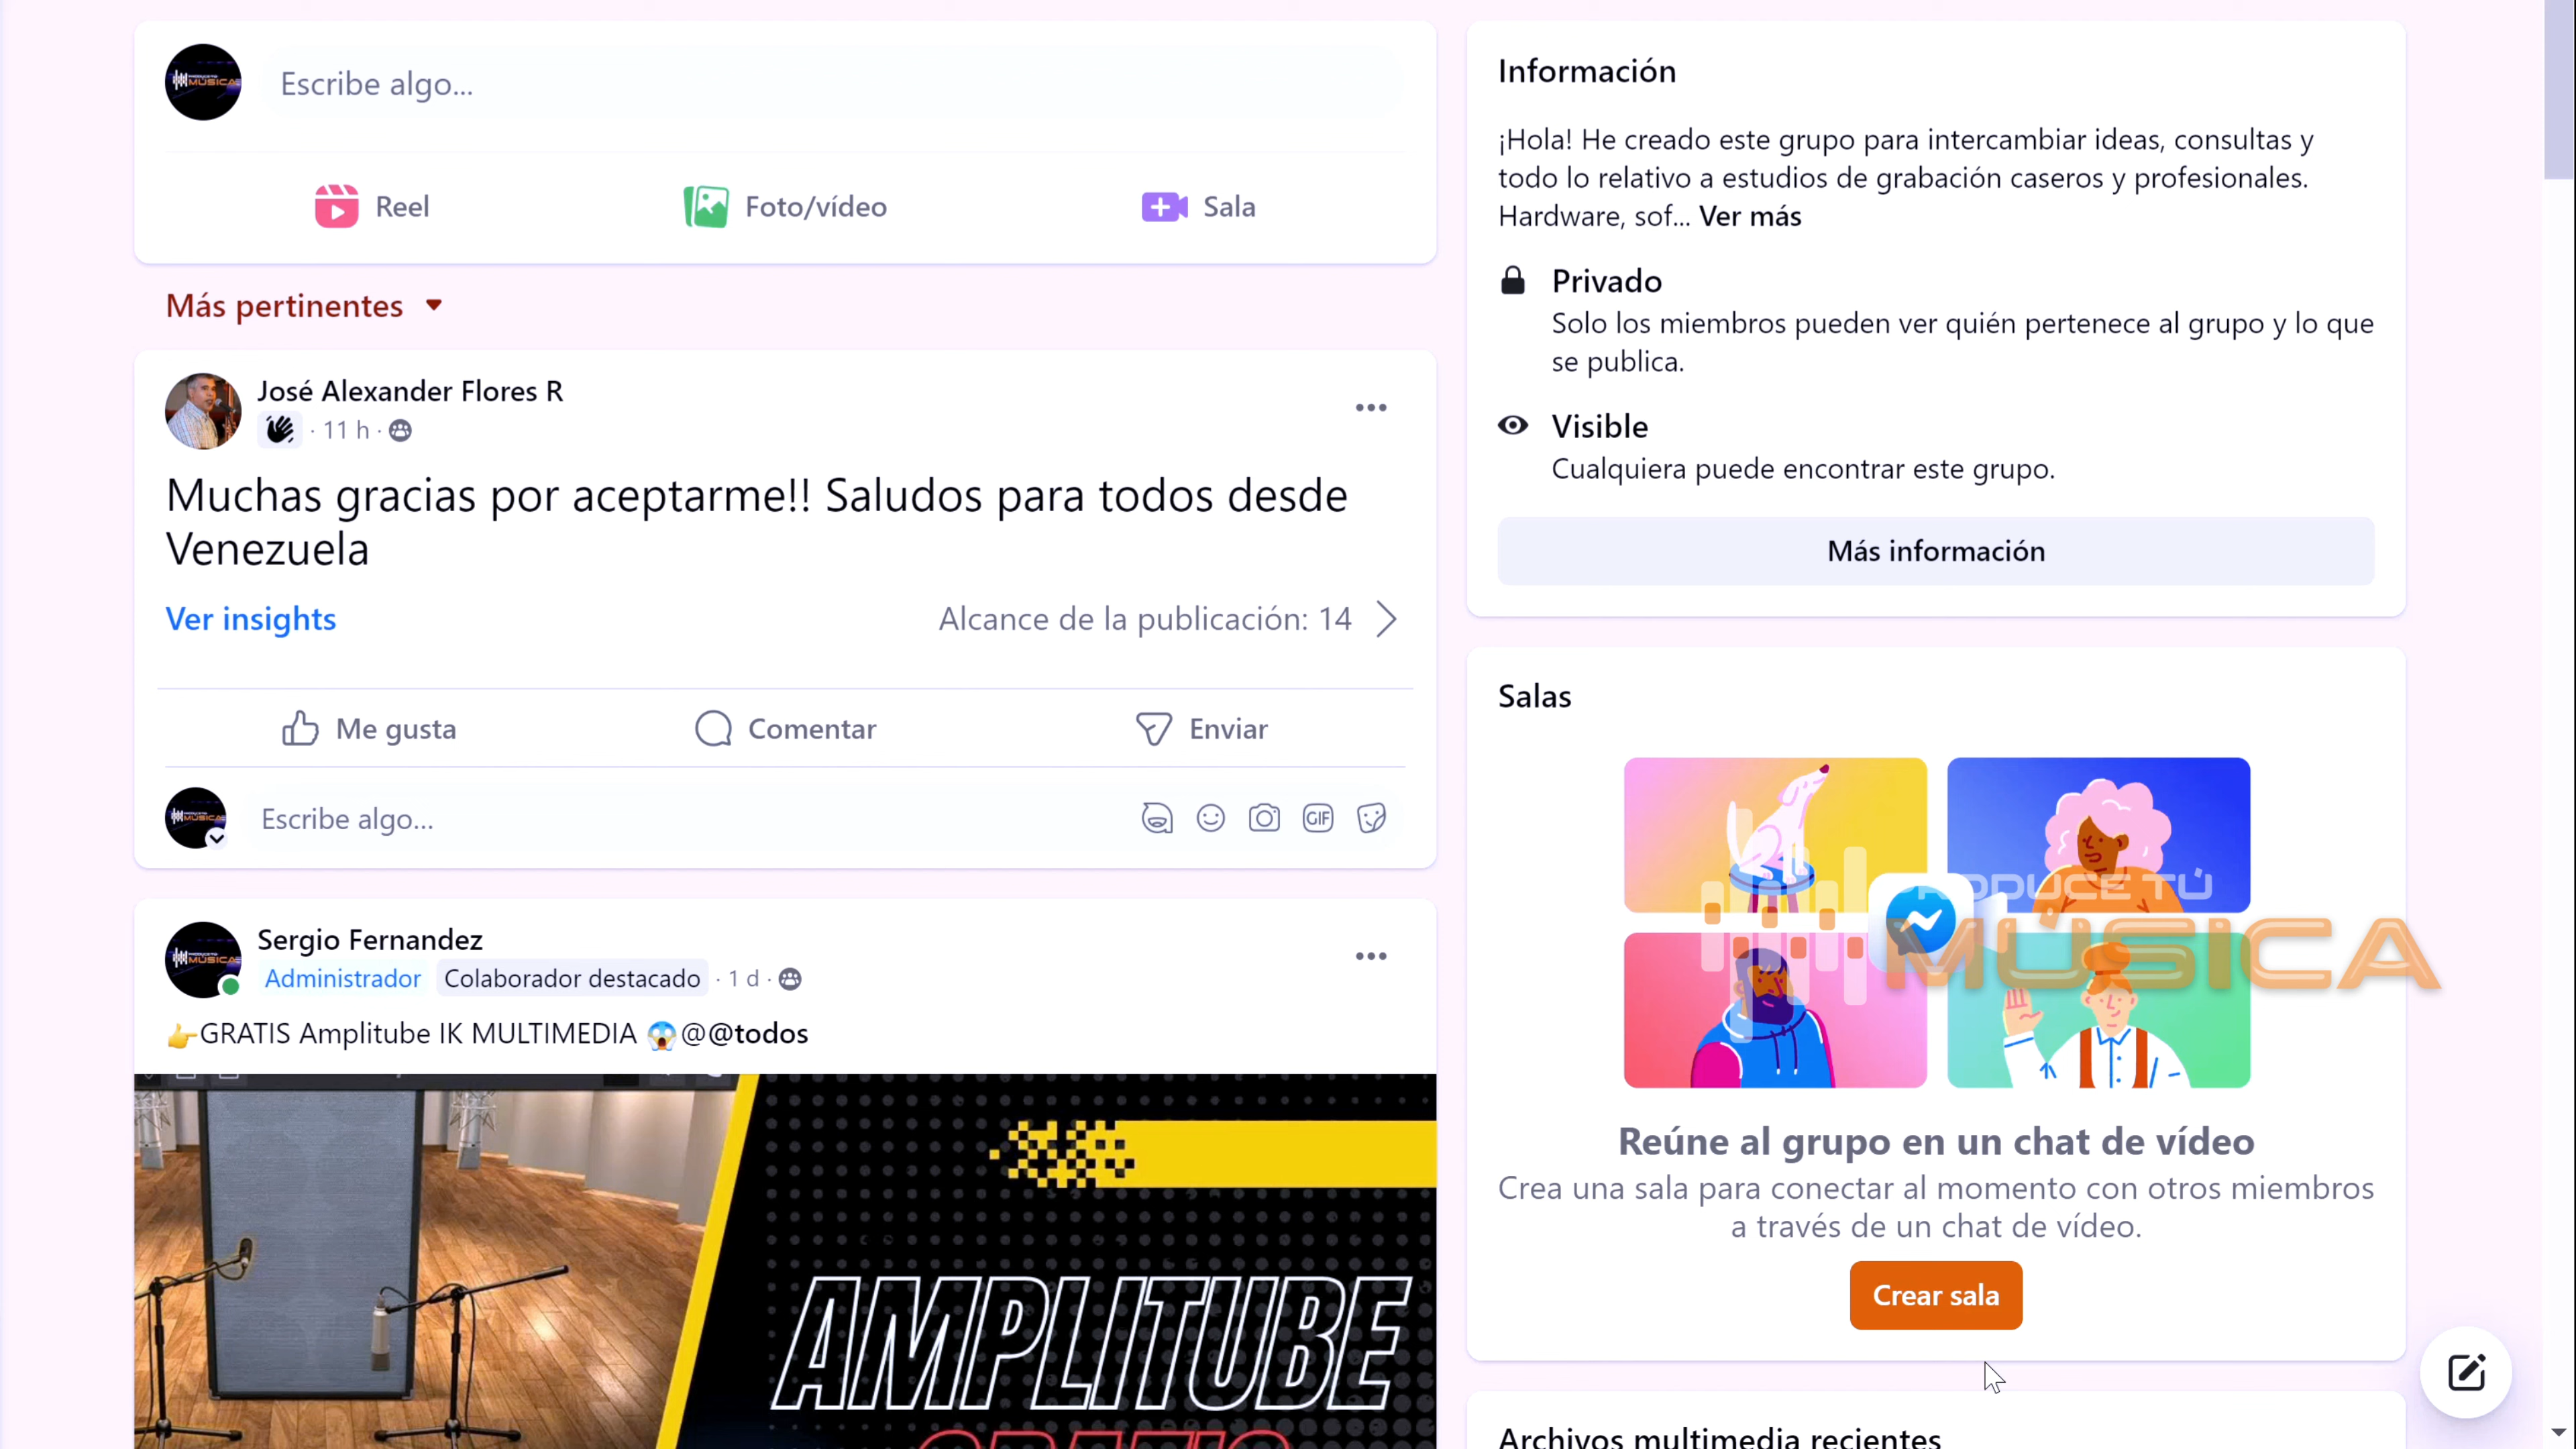 Escribe algo...
Reel
Foto/vídeo
Sala
Más pertinentes
José Alexander Flores R
· 11 h ·
Muchas gracias por aceptarme!! Saludos para todos desde
Venezuela
Ver insights
Alcance de la publicación: 14
Me gusta
Comentar
Enviar
Escribe algo...
GIF
Sergio Fernandez
Administrador
Colaborador destacado
· 1 d ·
👉GRATIS Amplitube IK MULTIMEDIA 😱@@todos
AMPLITUBE
GRATIS
Información
¡Hola! He creado este grupo para intercambiar ideas, consultas y
todo lo relativo a estudios de grabación caseros y profesionales.
Hardware, sof... Ver más
Privado
Solo los miembros pueden ver quién pertenece al grupo y lo que
se publica.
Visible
Cualquiera puede encontrar este grupo.
Más información
Salas
PRODUCE TÚ
MÚSICA
Reúne al grupo en un chat de vídeo
Crea una sala para conectar al momento con otros miembros
a través de un chat de vídeo.
Crear sala
Archivos multimedia recientes